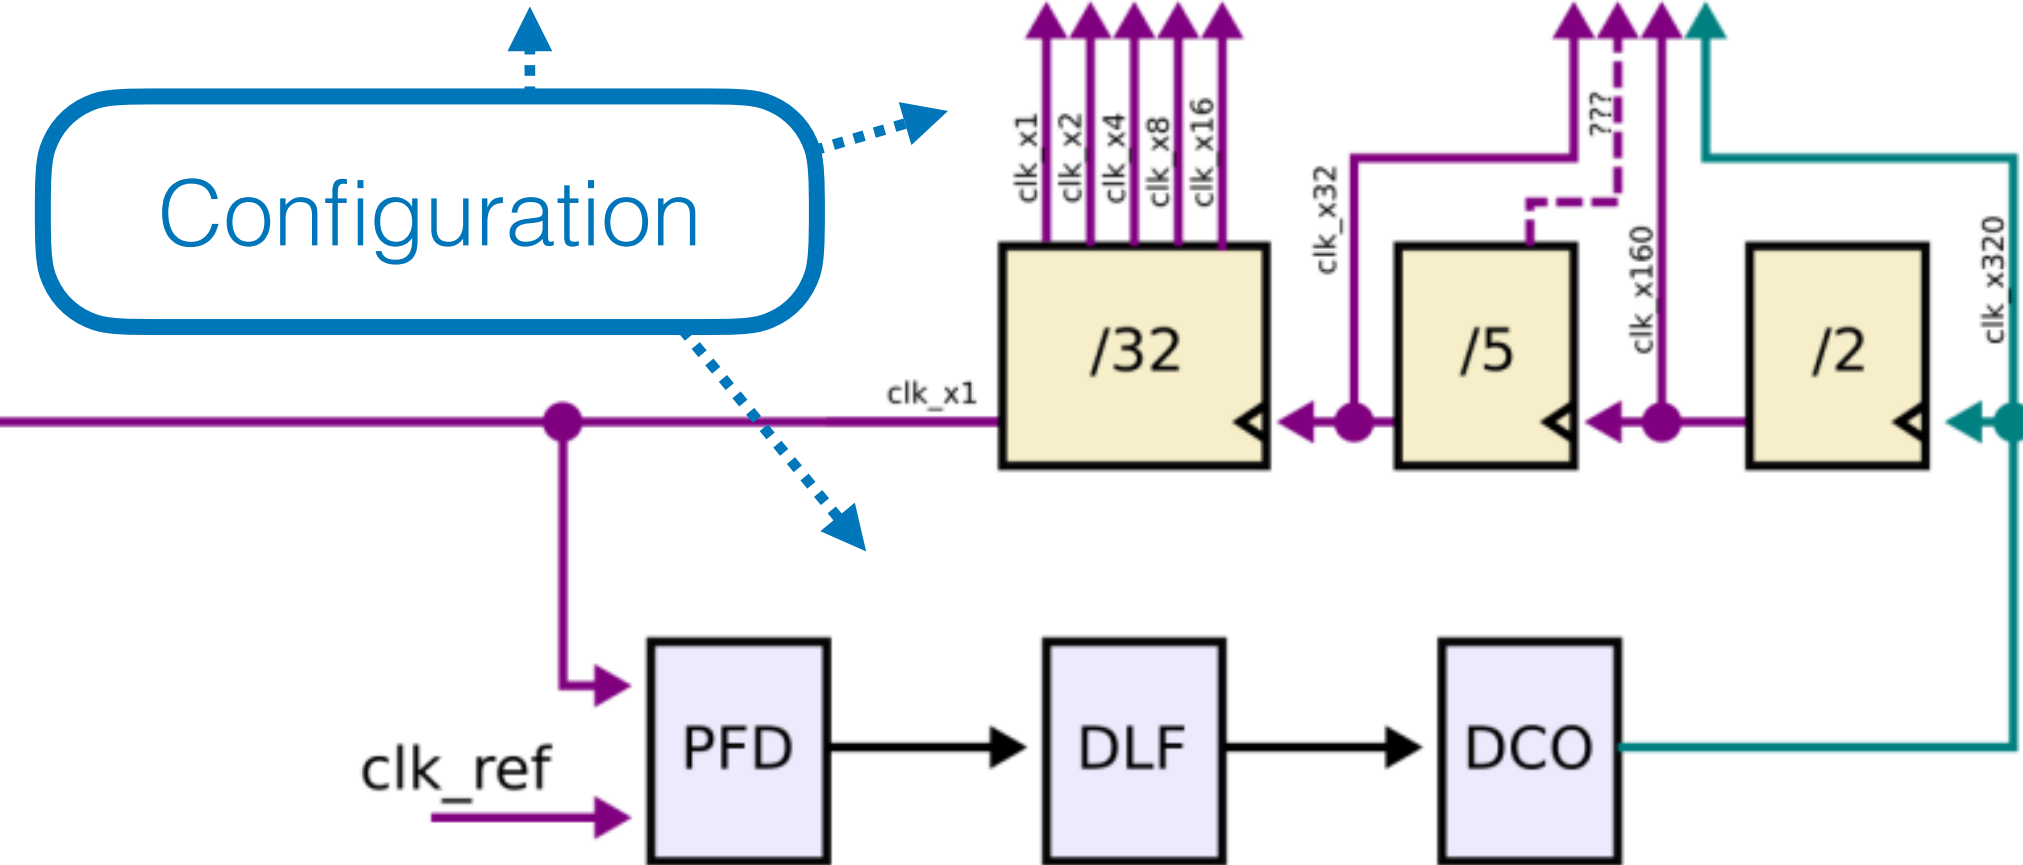 Configuration
clk_x1
clk_x2
clk_x4
clk_x8
clk_x16
clk_x32
???
clk_x160
clk_x320
/32
/5
/2
clk_x1
clk_ref
PFD
DLF
DCO